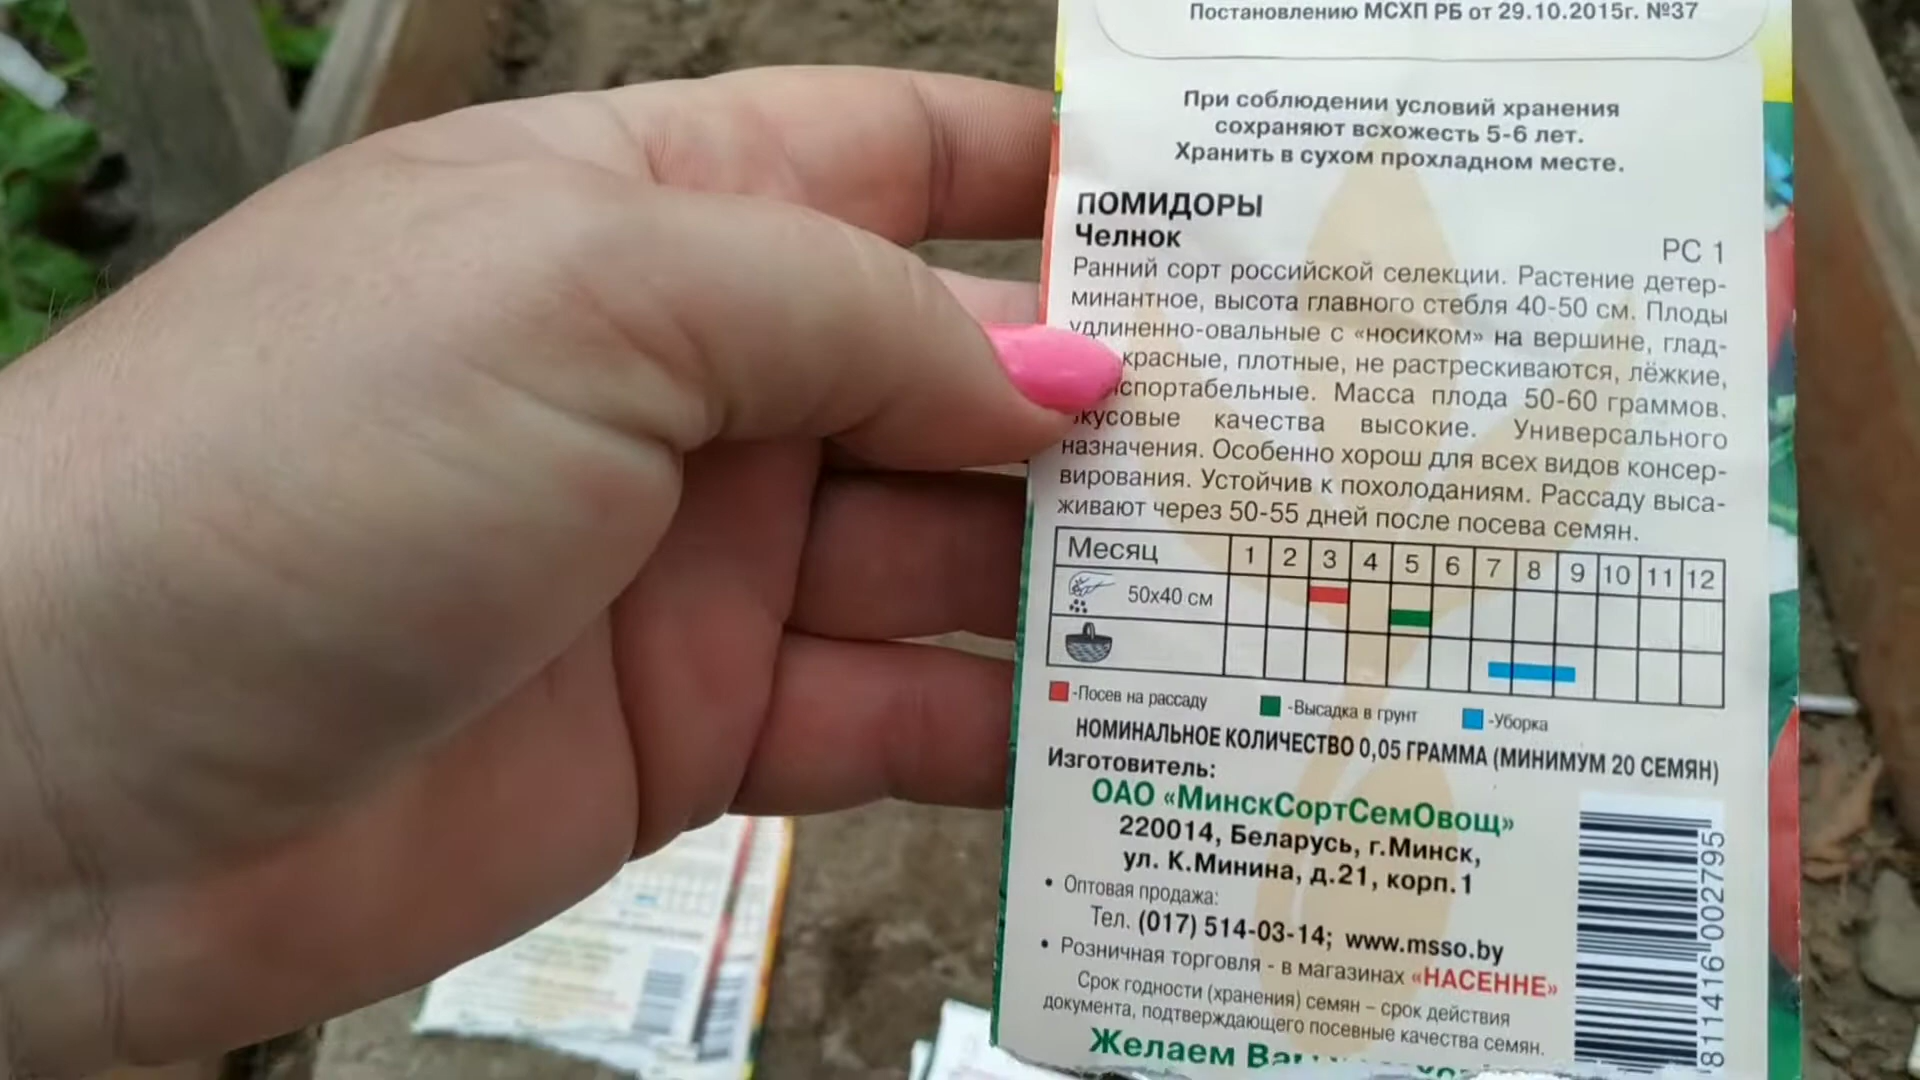 Постановлению МСХП РБ от 29.10.2015г. №37
При соблюдении условий хранения
сохраняют всхожесть 5-6 лет.
Хранить в сухом прохладном месте.
ПОМИДОРЫ
Челнок РС 1
Ранний сорт российской селекции. Растение детер-
минантное, высота главного стебля 40-50 см. Плоды
удлиненно-овальные с «носиком» на вершине, глад-
красные, плотные, не растрескиваются, лёжкие,
спортабельные. Масса плода 50-60 граммов.
вкусовые качества высокие. Универсального
назначения. Особенно хорош для всех видов консер-
вирования. Устойчив к похолоданиям. Рассаду выса-
живают через 50-55 дней после посева семян.
Месяц 1 2 3 4 5 6 7 8 9 10 11 12
50х40 см
-Посев на рассаду -Высадка в грунт -Уборка
НОМИНАЛЬНОЕ КОЛИЧЕСТВО 0,05 ГРАММА (МИНИМУМ 20 СЕМЯН)
Изготовитель:
ОАО «МинскСортСемОвощ»
220014, Беларусь, г.Минск,
ул. К.Минина, д.21, корп.1
• Оптовая продажа:
Тел. (017) 514-03-14; www.msso.by
• Розничная торговля - в магазинах «НАСЕННЕ»
Срок годности (хранения) семян – срок действия
документа, подтверждающего посевные качества семян.
Желаем
811416 002795